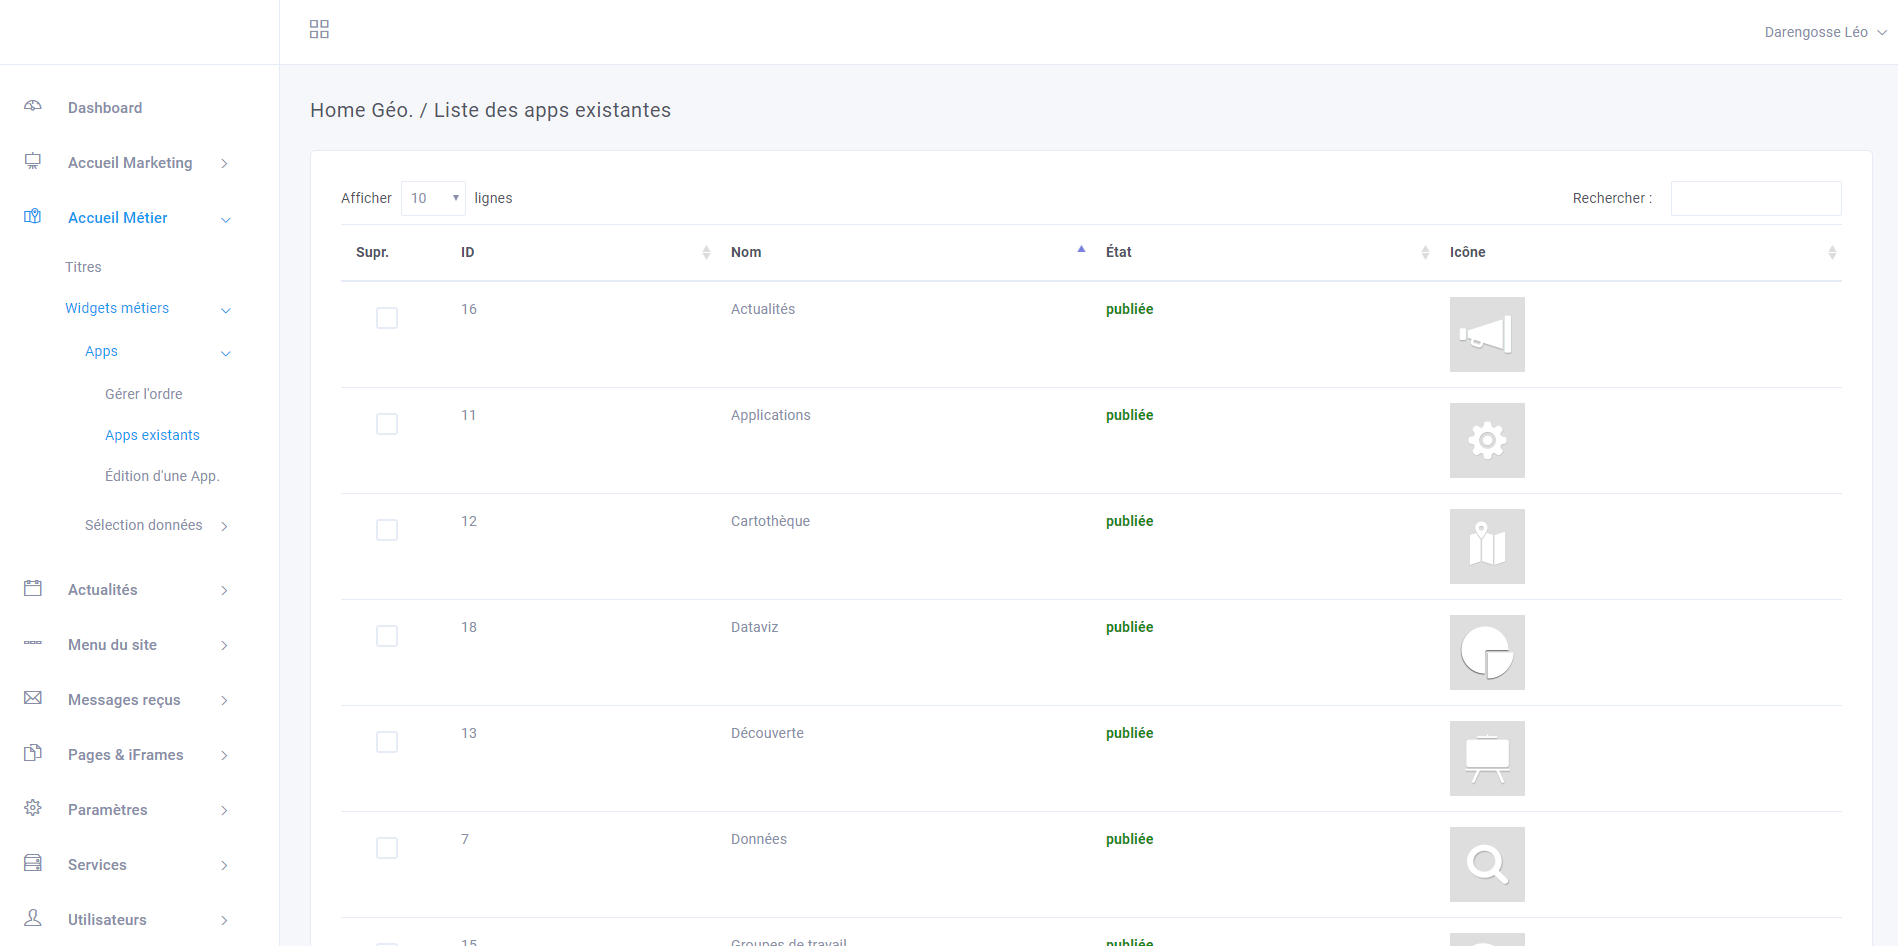 Darengosse Léo
Dashboard
Accueil Marketing
Accueil Métier
Titres
Widgets métiers
Apps
Gérer l'ordre
Apps existants
Édition d'une App.
Sélection données
Actualités
Menu du site
Messages reçus
Pages & iFrames
Paramètres
Services
Utilisateurs
Home Géo. / Liste des apps existantes
Afficher 10 lignes Rechercher :
Supr. ID Nom État Icône
16 Actualités publiée
11 Applications publiée
12 Cartothèque publiée
18 Dataviz publiée
13 Découverte publiée
7 Données publiée
15 Groupes de travail publiée